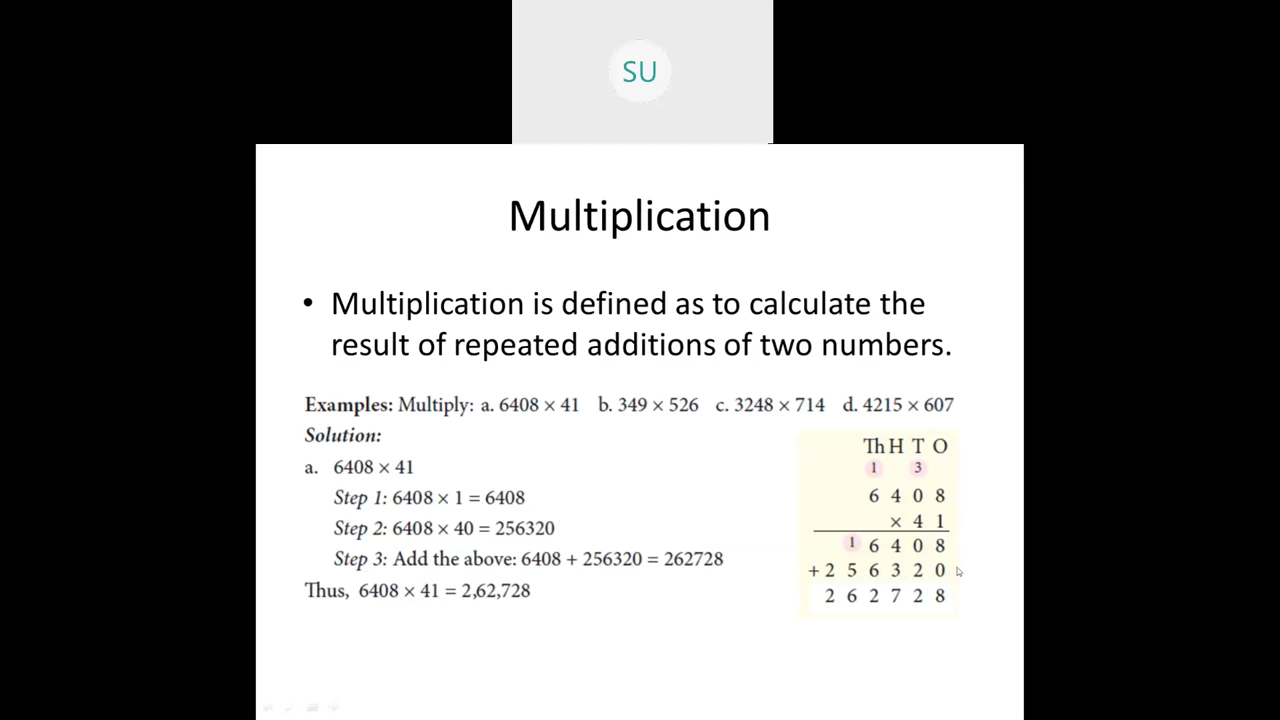 SU
Multiplication
• Multiplication is defined as to calculate the
result of repeated additions of two numbers.
Examples: Multiply: a. 6408 × 41 b. 349 × 526 c. 3248 × 714 d. 4215 × 607
Solution:
a. 6408 × 41
Step 1: 6408 × 1 = 6408
Step 2: 6408 × 40 = 256320
Step 3: Add the above: 6408 + 256320 = 262728
Thus, 6408 × 41 = 2,62,728
Th H T O
1 3
6 4 0 8
× 4 1
1 6 4 0 8
+ 2 5 6 3 2 0
2 6 2 7 2 8